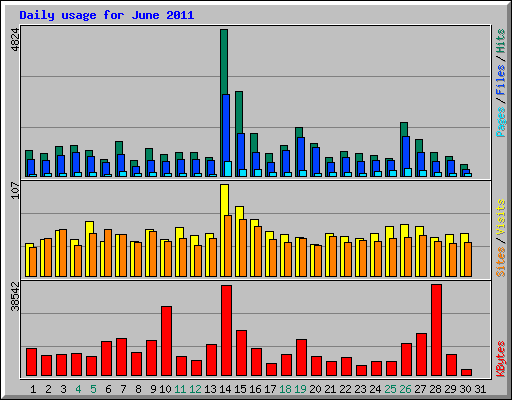 Daily usage for June 2011
4824
Pages / Files / Hits
107
Sites / Visits
38542
KBytes
1 2 3 4 5 6 7 8 9 10 11 12 13 14 15 16 17 18 19 20 21 22 23 24 25 26 27 28 29 30 31